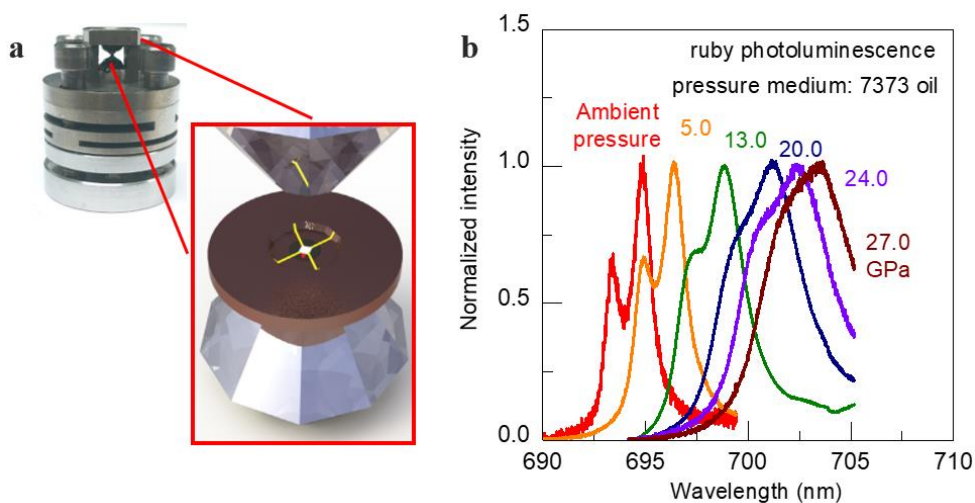 a
b
ruby photoluminescence
pressure medium: 7373 oil
Ambient
pressure
5.0
13.0
20.0
24.0
27.0
GPa
Normalized intensity
1.5
1.0
0.5
0.0
690
695
700
705
710
Wavelength (nm)